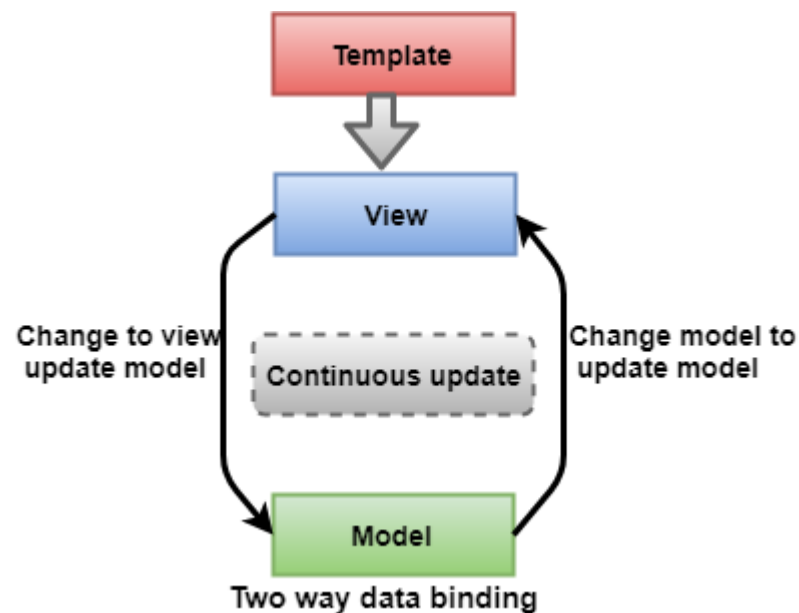 Template
View
Change to view
update model
Continuous update
Change model to
update model
Model
Two way data binding